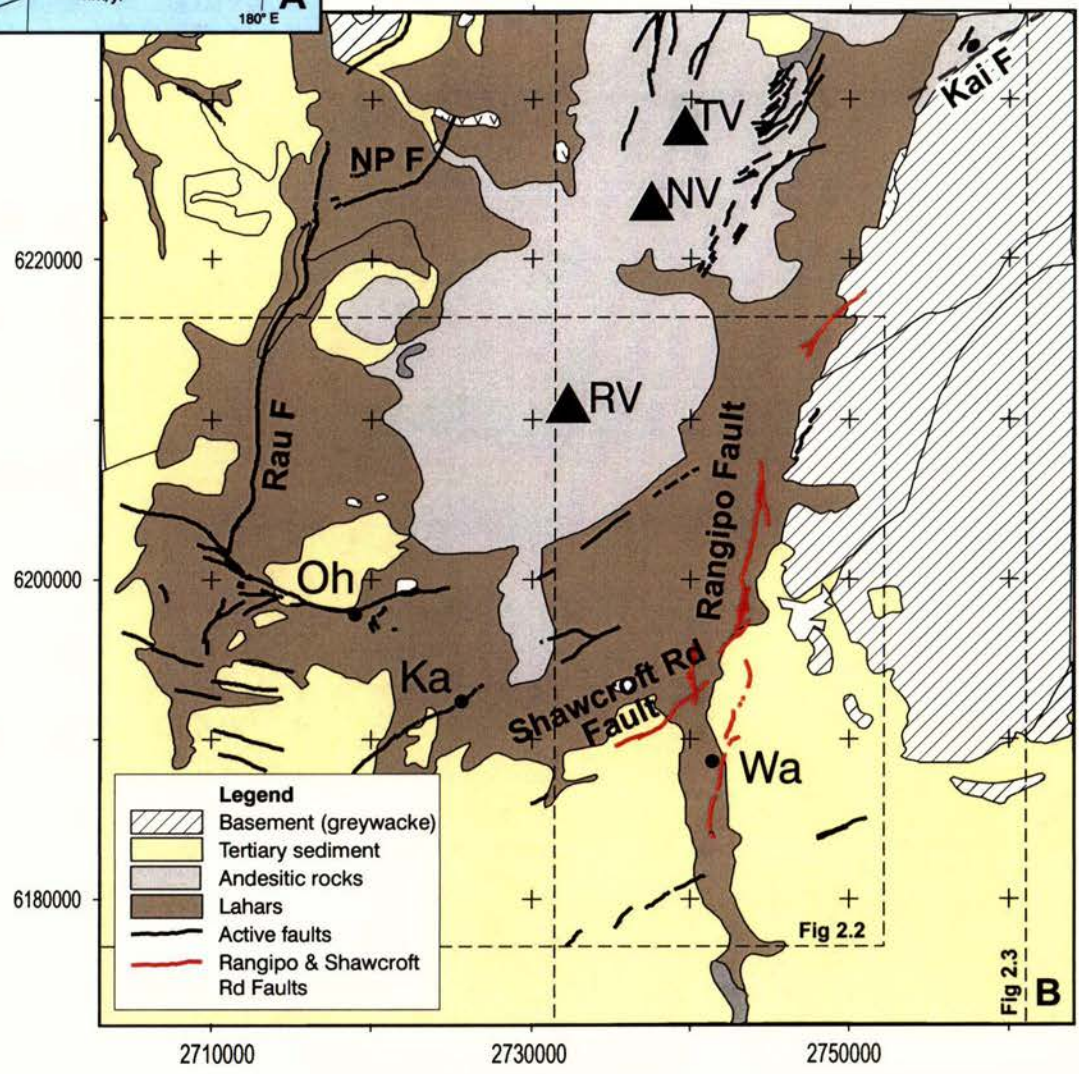 A
180° E
Kai F
TV
NP F
NV
6220000
RV
Rau F
Rangipo Fault
6200000
Oh
Ka
Shawcroft Rd
Fault
Wa
Legend
Basement (greywacke)
Tertiary sediment
Andesitic rocks
Lahars
Active faults
Rangipo & Shawcroft
Rd Faults
6180000
Fig 2.2
Fig 2.3
B
2710000
2730000
2750000